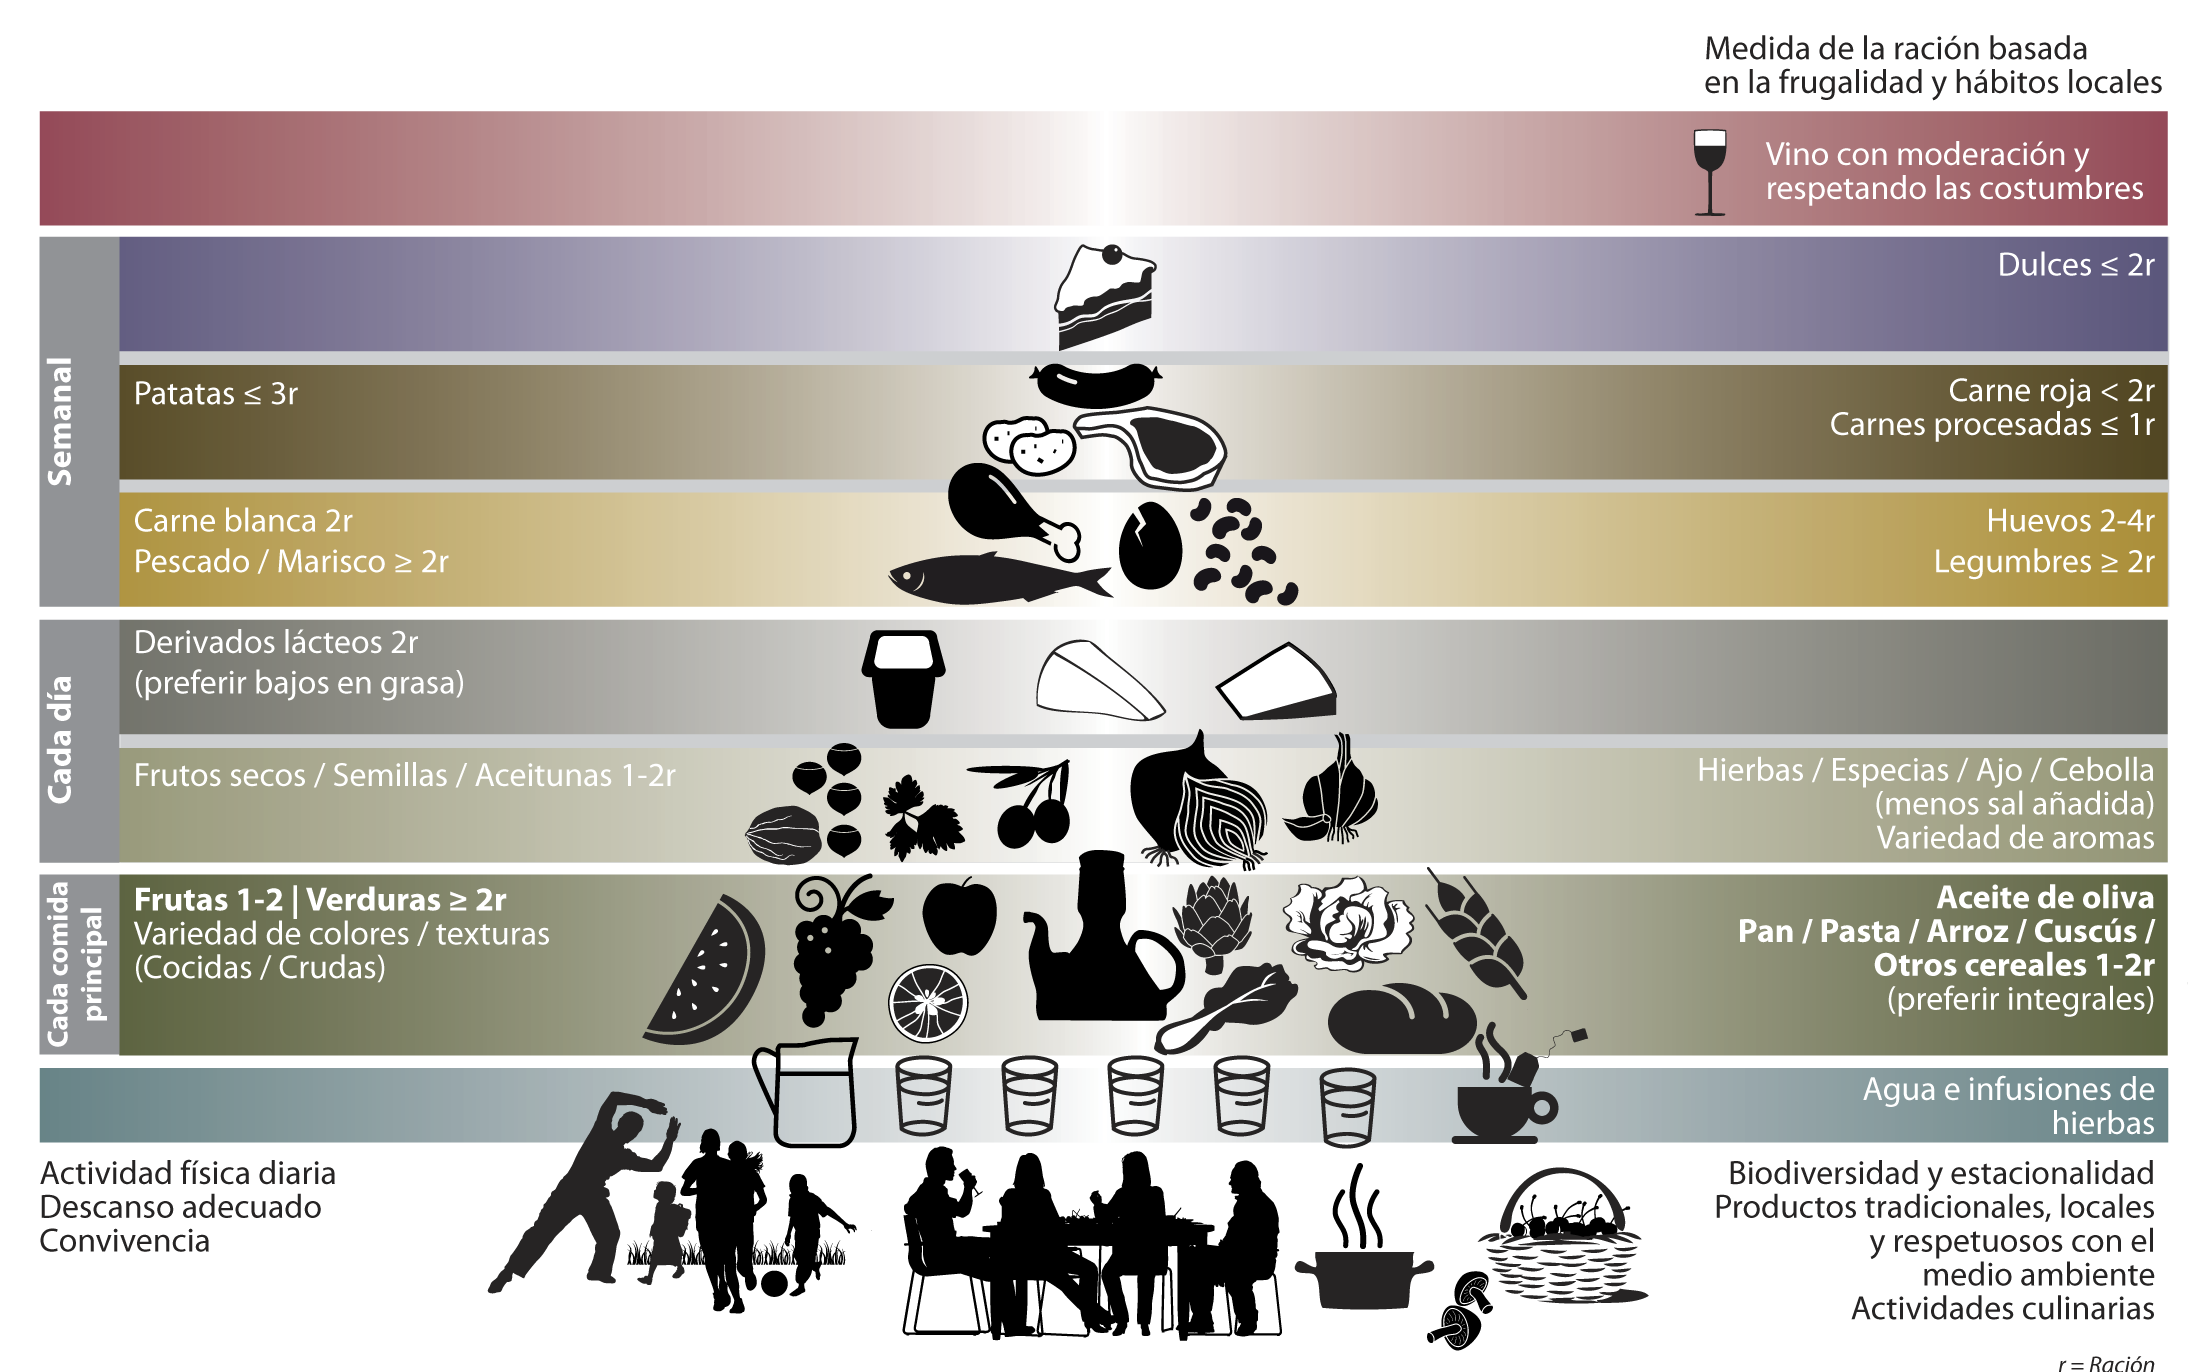 Medida de la ración basada
en la frugalidad y hábitos locales
Vino con moderación y
respetando las costumbres
Semanal
Dulces ≤ 2r
Patatas ≤ 3r
Carne roja < 2r
Carnes procesadas ≤ 1r
Carne blanca 2r
Pescado / Marisco ≥ 2r
Huevos 2-4r
Legumbres ≥ 2r
Cada día
Derivados lácteos 2r
(preferir bajos en grasa)
Frutos secos / Semillas / Aceitunas 1-2r
Hierbas / Especias / Ajo / Cebolla
(menos sal añadida)
Variedad de aromas
Cada comida
principal
Frutas 1-2 | Verduras ≥ 2r
Variedad de colores / texturas
(Cocidas / Crudas)
Aceite de oliva
Pan / Pasta / Arroz / Cuscús /
Otros cereales 1-2r
(preferir integrales)
Agua e infusiones de
hierbas
Actividad física diaria
Descanso adecuado
Convivencia
Biodiversidad y estacionalidad
Productos tradicionales, locales
y respetuosos con el
medio ambiente
Actividades culinarias
r = Ración